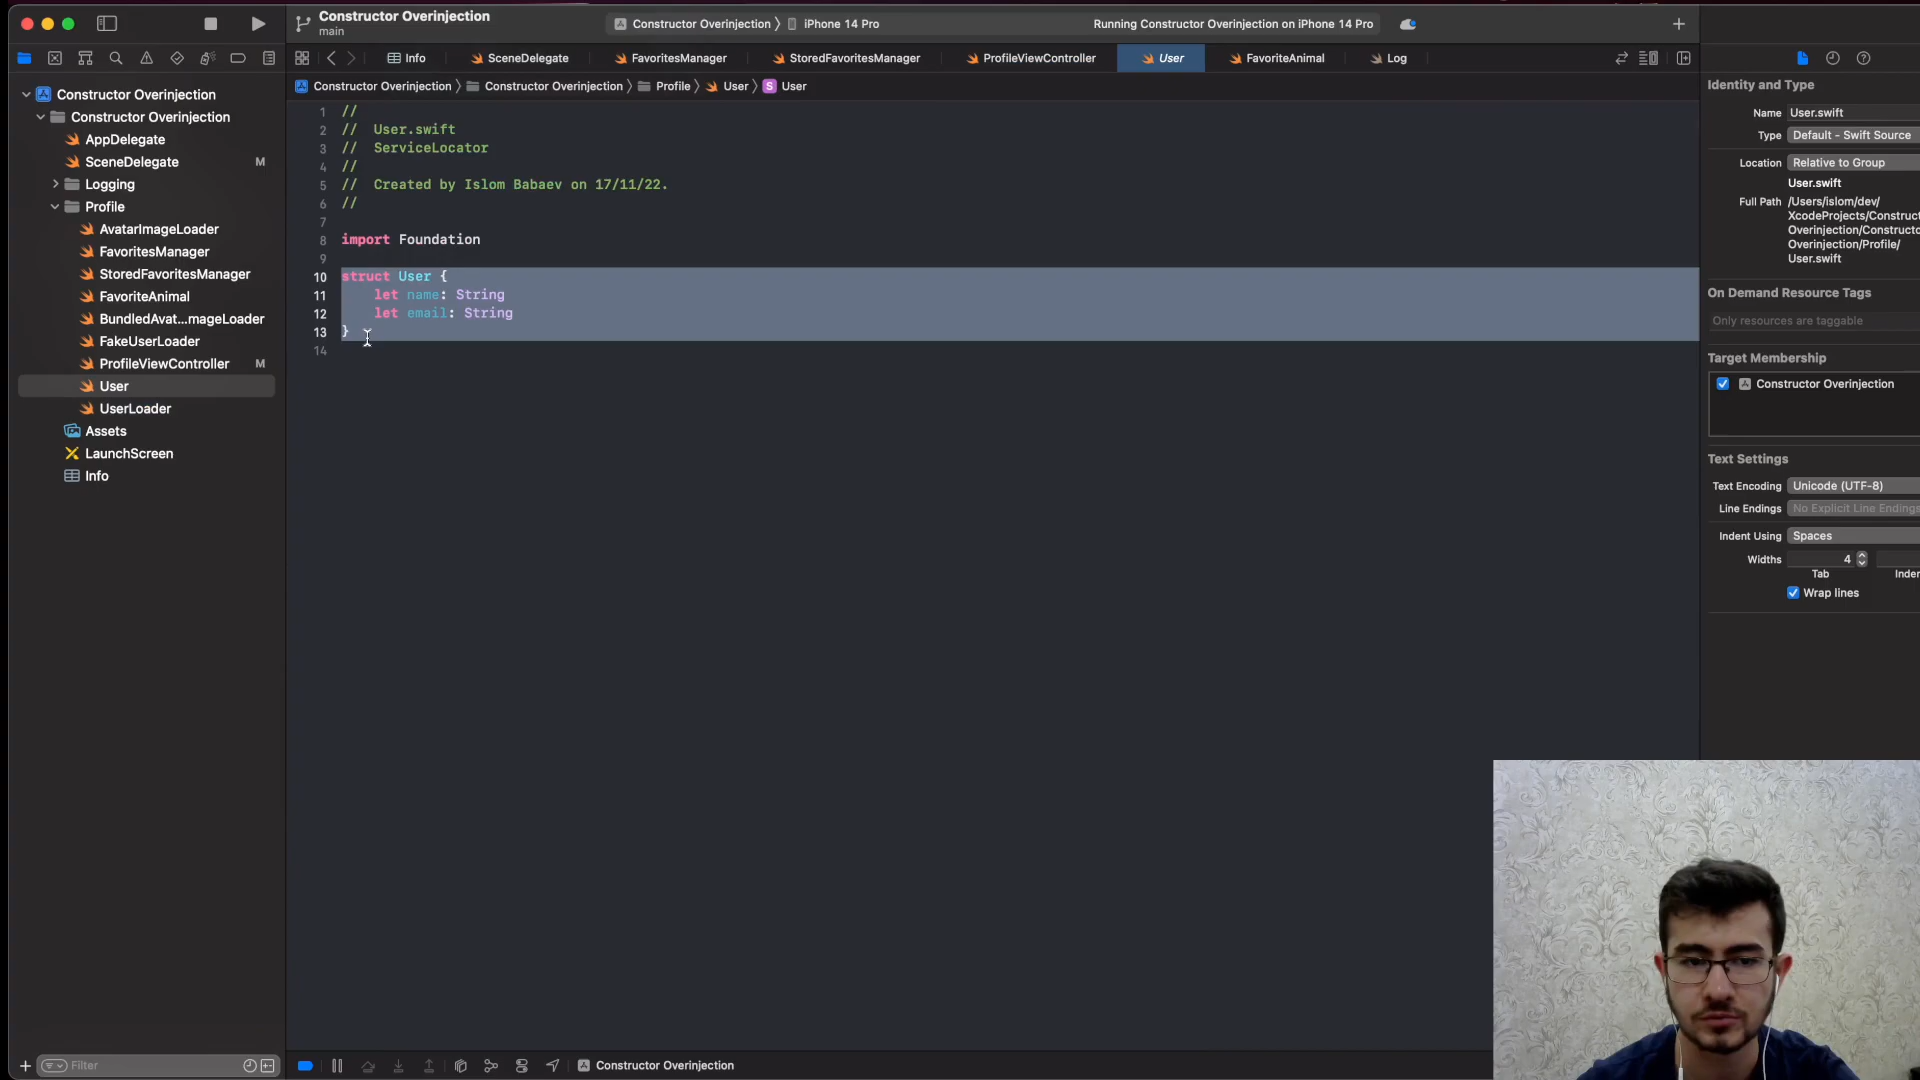 Constructor Overinjection
main
Constructor Overinjection
iPhone 14 Pro
Running Constructor Overinjection on iPhone 14 Pro
Info
SceneDelegate
FavoritesManager
StoredFavoritesManager
ProfileViewController
User
FavoriteAnimal
Log
Constructor Overinjection
Constructor Overinjection
Profile
User
S User
Constructor Overinjection
Constructor Overinjection
AppDelegate
SceneDelegate M
Logging
Profile
AvatarImageLoader
FavoritesManager
StoredFavoritesManager
FavoriteAnimal
BundledAvat...mageLoader
FakeUserLoader
ProfileViewController M
User
UserLoader
Assets
LaunchScreen
Info
Filter
1 //
2 // User.swift
3 // ServiceLocator
4 //
5 // Created by Islom Babaev on 17/11/22.
6 //
7
8 import Foundation
9
10 struct User {
11 let name: String
12 let email: String
13 }
14
Constructor Overinjection
Identity and Type
Name User.swift
Type Default - Swift Source
Location Relative to Group
User.swift
Full Path /Users/islom/dev/
XcodeProjects/Construct
Overinjection/Constructo
Overinjection/Profile/
User.swift
On Demand Resource Tags
Only resources are taggable
Target Membership
Constructor Overinjection
Text Settings
Text Encoding Unicode (UTF-8)
Line Endings No Explicit Line Endings
Indent Using Spaces
Widths 4
Tab Inden
Wrap lines